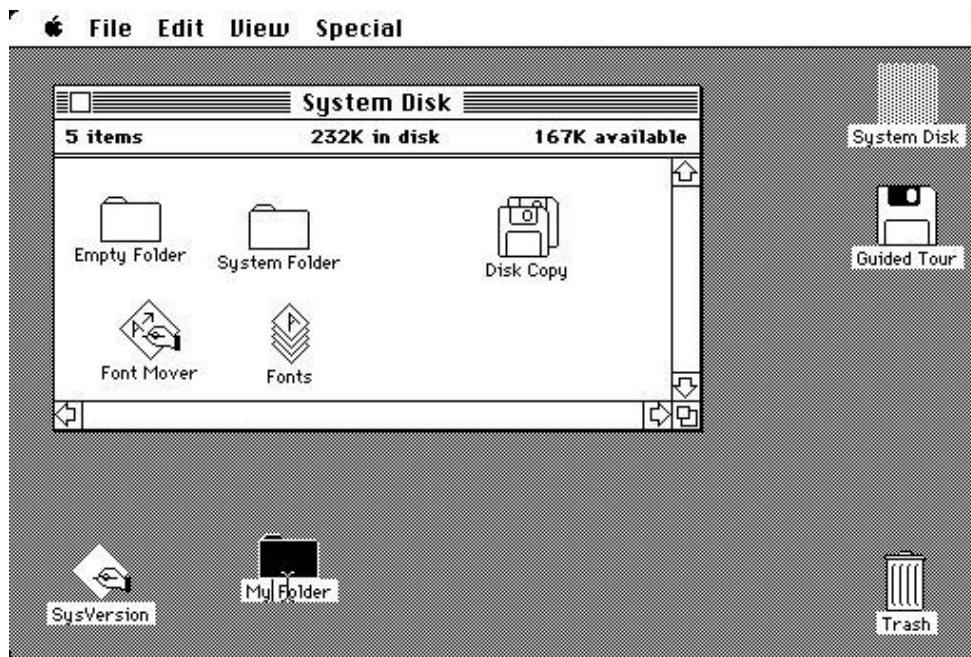 File Edit View Special
System Disk
5 items 232K in disk 167K available
Empty Folder
System Folder
Disk Copy
Font Mover
Fonts
System Disk
Guided Tour
SysVersion
My Folder
Trash